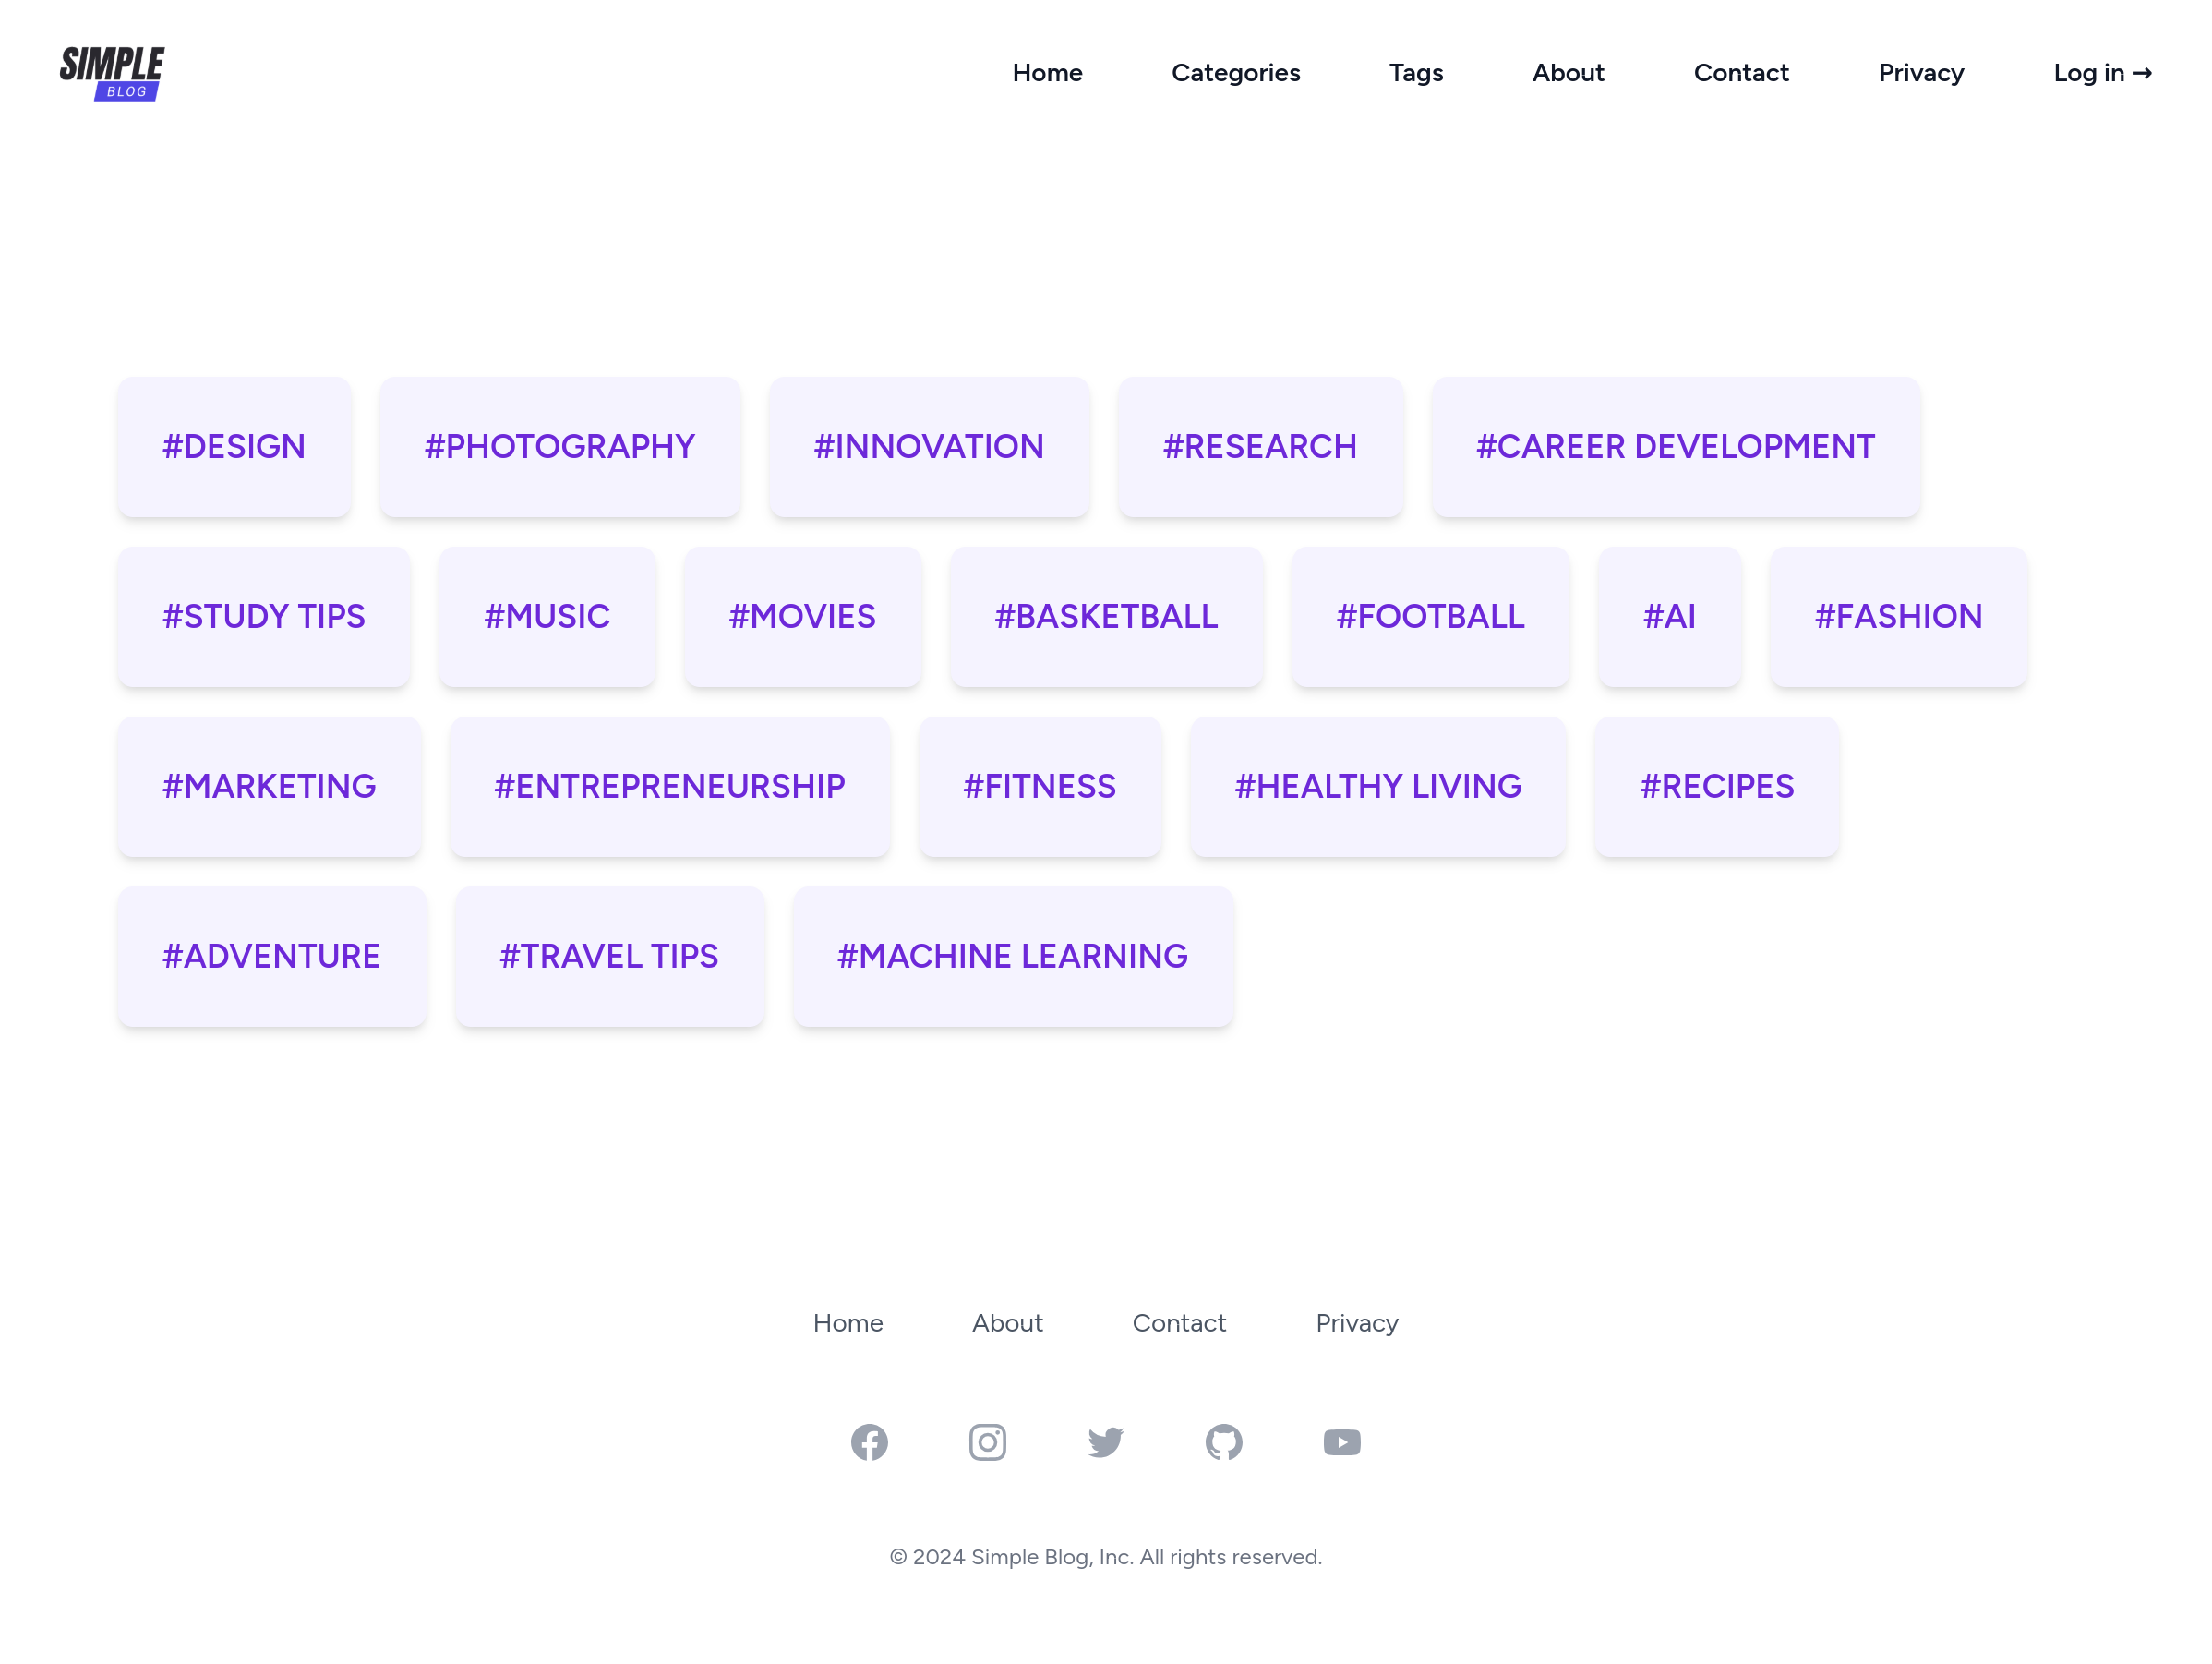 SIMPLE
BLOG
Home Categories Tags About Contact Privacy Log in →
#DESIGN #PHOTOGRAPHY #INNOVATION #RESEARCH #CAREER DEVELOPMENT
#STUDY TIPS #MUSIC #MOVIES #BASKETBALL #FOOTBALL #AI #FASHION
#MARKETING #ENTREPRENEURSHIP #FITNESS #HEALTHY LIVING #RECIPES
#ADVENTURE #TRAVEL TIPS #MACHINE LEARNING
Home About Contact Privacy
© 2024 Simple Blog, Inc. All rights reserved.